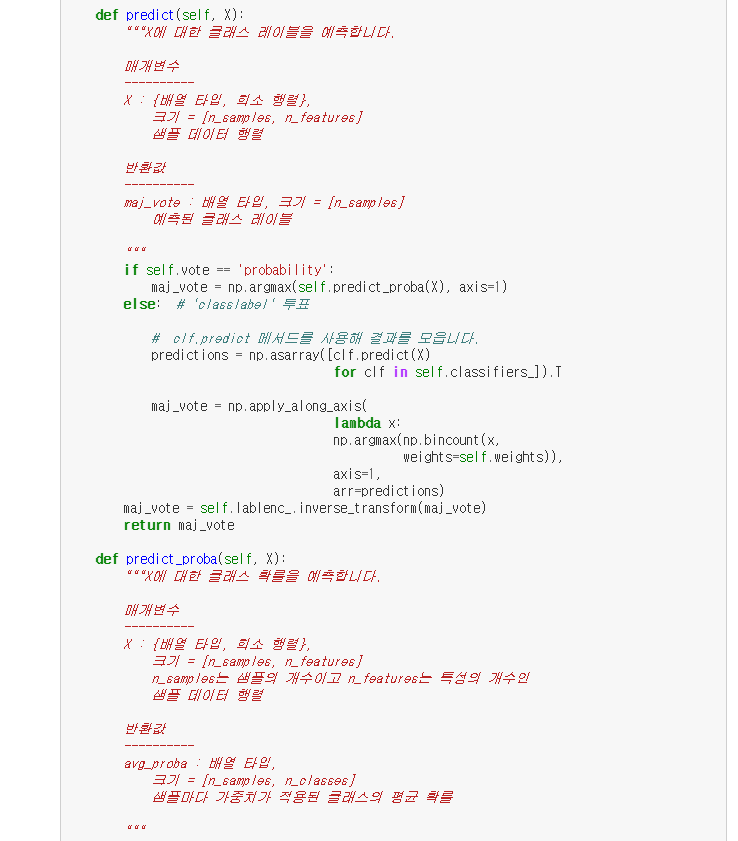 def predict(self, X):
"""X에 대한 클래스 레이블을 예측합니다.
매개변수
----------
X : {배열 타입, 희소 행렬},
크기 = [n_samples, n_features]
샘플 데이터 행렬
반환값
----------
maj_vote : 배열 타입, 크기 = [n_samples]
예측된 클래스 레이블
"""
if self.vote == 'probability':
maj_vote = np.argmax(self.predict_proba(X), axis=1)
else:  # 'classlabel' 투표
#  clf.predict 메서드를 사용해 결과를 모읍니다.
predictions = np.asarray([clf.predict(X)
for clf in self.classifiers_]).T
maj_vote = np.apply_along_axis(
lambda x:
np.argmax(np.bincount(x,
weights=self.weights)),
axis=1,
arr=predictions)
maj_vote = self.lablenc_.inverse_transform(maj_vote)
return maj_vote
def predict_proba(self, X):
"""X에 대한 클래스 확률을 예측합니다.
매개변수
----------
X : {배열 타입, 희소 행렬},
크기 = [n_samples, n_features]
n_samples는 샘플의 개수이고 n_features는 특성의 개수인
샘플 데이터 행렬
반환값
----------
avg_proba : 배열 타입,
크기 = [n_samples, n_classes]
샘플마다 가중치가 적용된 클래스의 평균 확률
"""